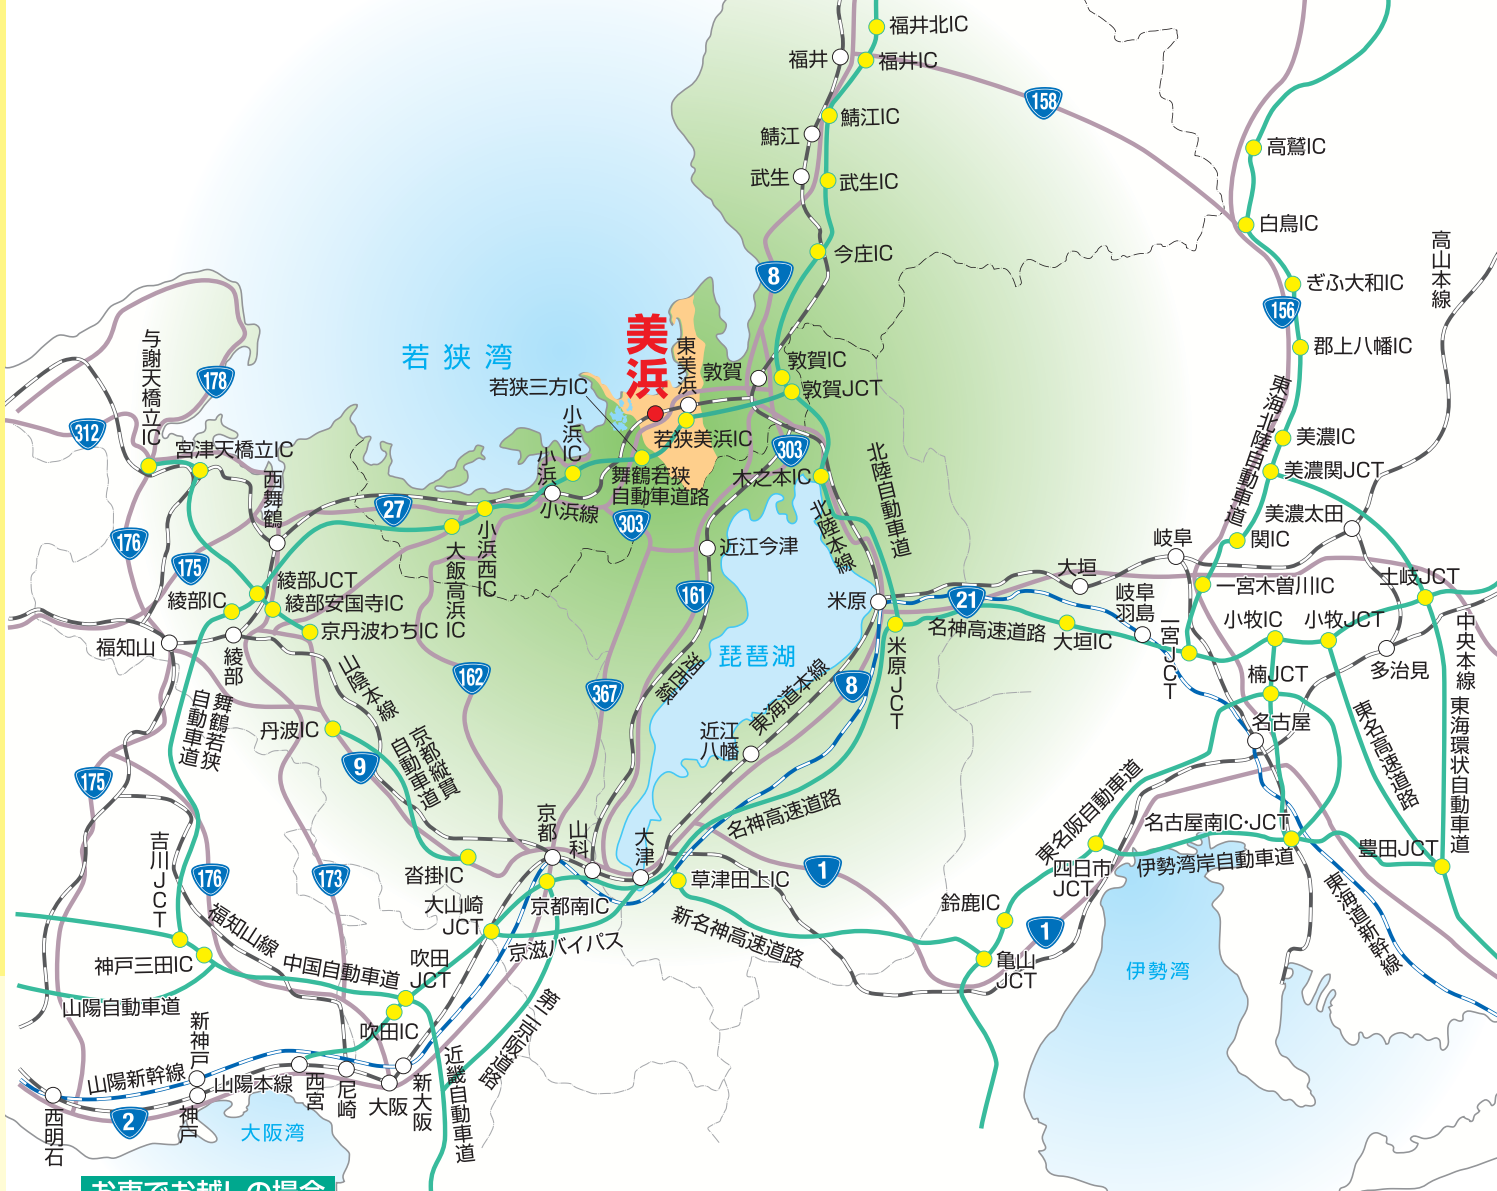 福井北IC
福井
福井IC
158
鯖江IC
鯖江
高鷲IC
武生
武生IC
白鳥IC
今庄IC
高山本線
8
ぎふ大和IC
156
美浜
東美浜
与謝天橋立IC
若狭湾
敦賀IC
郡上八幡IC
敦賀
178
若狭三方IC
敦賀JCT
東海北陸自動車道
小浜IC
312
若狭美浜IC
美濃IC
宮津天橋立IC
303
北陸自動車道
小浜
西舞鶴
舞鶴若狭
自動車道路
木之本IC
美濃関JCT
27
小浜線
303
北陸本線
美濃太田
176
小浜西IC
大飯高浜IC
近江今津
岐阜
関IC
175
綾部JCT
大垣
土岐JCT
綾部IC
綾部安国寺IC
161
米原
21
岐阜
羽島
一宮木曽川IC
京丹波わちIC
名神高速道路
大垣IC
一宮JCT
小牧IC
小牧JCT
中央本線
福知山
綾部
山陰本線
162
367
湖西線
琵琶湖
8
米原JCT
楠JCT
多治見
舞鶴若狭
自動車道
丹波IC
東海道本線
名古屋
東名高速道路
東海環状自動車道
9
京都縦貫
自動車道
近江
八幡
175
東名阪自動車道
吉川JCT
京都
山科
大津
名神高速道路
名古屋南IC・JCT
豊田JCT
176
173
沓掛IC
草津田上IC
1
四日市
JCT
伊勢湾岸自動車道
大山崎
JCT
京都南IC
鈴鹿IC
東海道新幹線
福知山線
京滋バイパス
新名神高速道路
1
神戸三田IC
中国自動車道
吹田
JCT
亀山
JCT
伊勢湾
山陽自動車道
第二京阪道路
新神戸
吹田IC
山陽新幹線
山陽本線
西宮
尼崎
大阪
新大阪
近畿自動車道
西明石
2
神戸
大阪湾
お車でお越しの場合